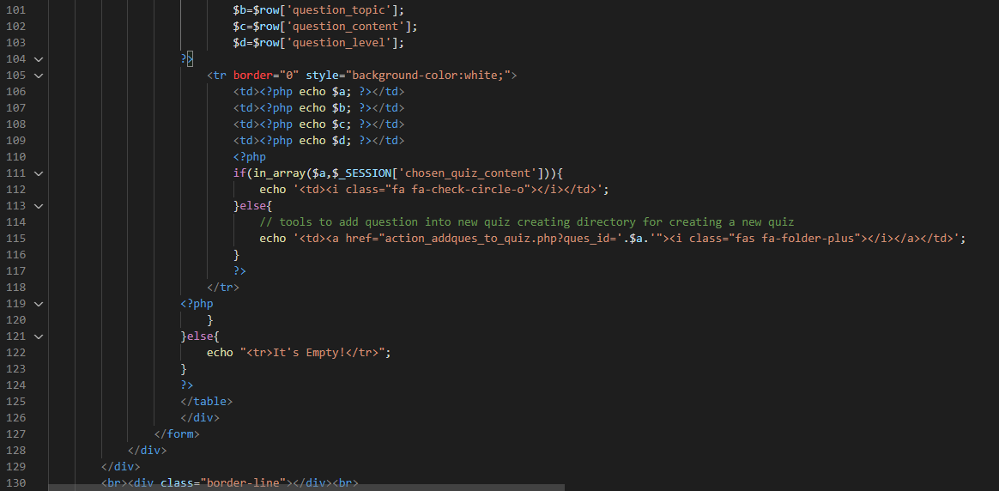 101 $b=$row['question_topic'];
102 $c=$row['question_content'];
103 $d=$row['question_level'];
104 ?>
105 <tr border="0" style="background-color:white;">
106 <td><?php echo $a; ?></td>
107 <td><?php echo $b; ?></td>
108 <td><?php echo $c; ?></td>
109 <td><?php echo $d; ?></td>
110 <?php
111 if(in_array($a,$_SESSION['chosen_quiz_content'])){
112 echo '<td><i class="fa fa-check-circle-o"></i></td>';
113 }else{
114 // tools to add question into new quiz creating directory for creating a new quiz
115 echo '<td><a href="action_addques_to_quiz.php?ques_id='.$a.'"><i class="fas fa-folder-plus"></i></a></td>';
116 }
117 ?>
118 </tr>
119 <?php
120 }
121 }else{
122 echo "<tr>It's Empty!</tr>";
123 }
124 ?>
125 </table>
126 </div>
127 </form>
128 </div>
129 </div>
130 <br><div class="border-line"></div><br>